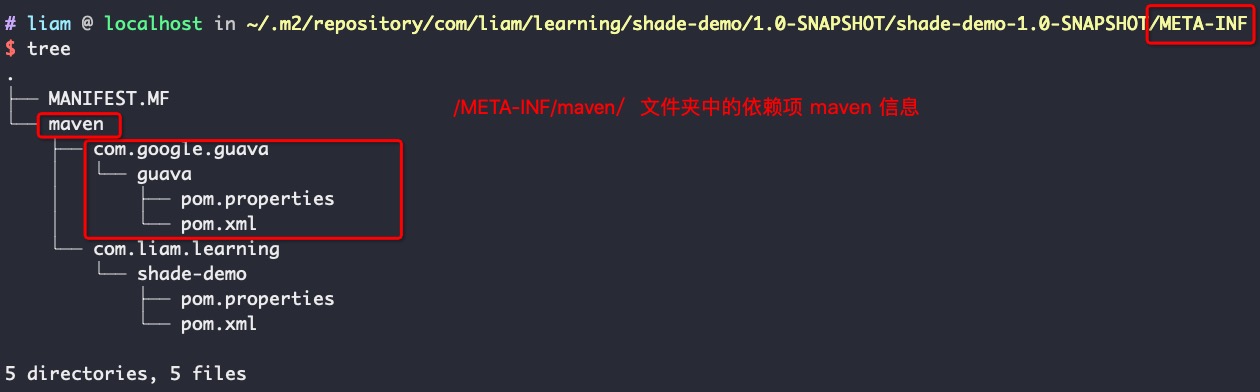 # liam @ localhost in ~/.m2/repository/com/liam/learning/shade-demo/1.0-SNAPSHOT/shade-demo-1.0-SNAPSHOT/META-INF
$ tree
.
├── MANIFEST.MF
/META-INF/maven/ 文件夹中的依赖项 maven 信息
└── maven
    ├── com.google.guava
    │   └── guava
    │       ├── pom.properties
    │       └── pom.xml
    └── com.liam.learning
        └── shade-demo
            ├── pom.properties
            └── pom.xml
5 directories, 5 files